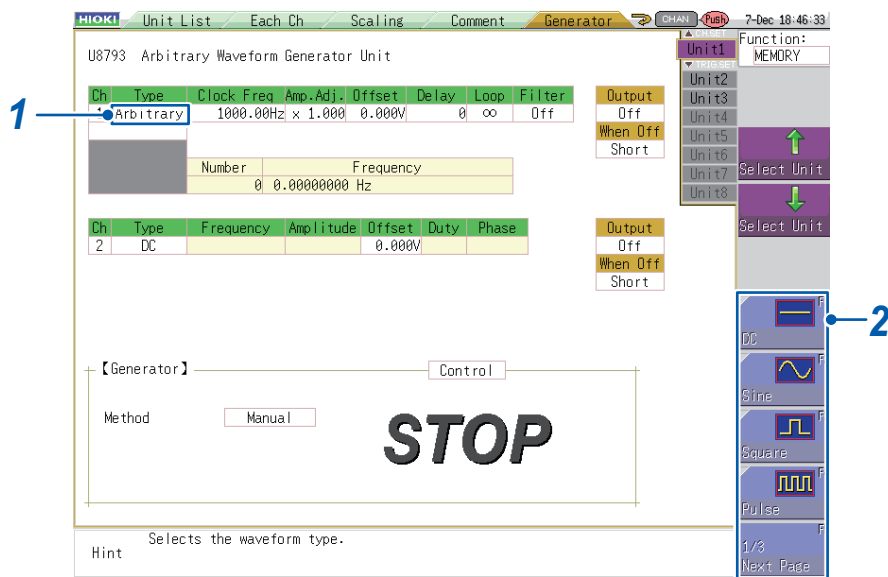 HIOKI Unit List Each Ch Scaling Comment Generator CHAN Push 7-Dec 18:46:33
U8793 Arbitrary Waveform Generator Unit
Ch Type Clock Freq Amp.Adj. Offset Delay Loop Filter
Arbitrary 1000.00Hz x 1.000 0.000V 0 ∞ Off
Number Frequency
0 0.00000000 Hz
Output
Off
When Off
Short
Ch Type Frequency Amplitude Offset Duty Phase
2 DC 0.000V
Output
Off
When Off
Short
【Generator】 Control
Method Manual
STOP
Hint Selects the waveform type.
▲ CH.SET
Unit1
▼ TRIG SET
Unit2
Unit3
Unit4
Unit5
Unit6
Unit7
Unit8
Function:
MEMORY
Select Unit
Select Unit
F
DC
F
Sine
F
Square
F
Pulse
F
1/3
Next Page
1
2